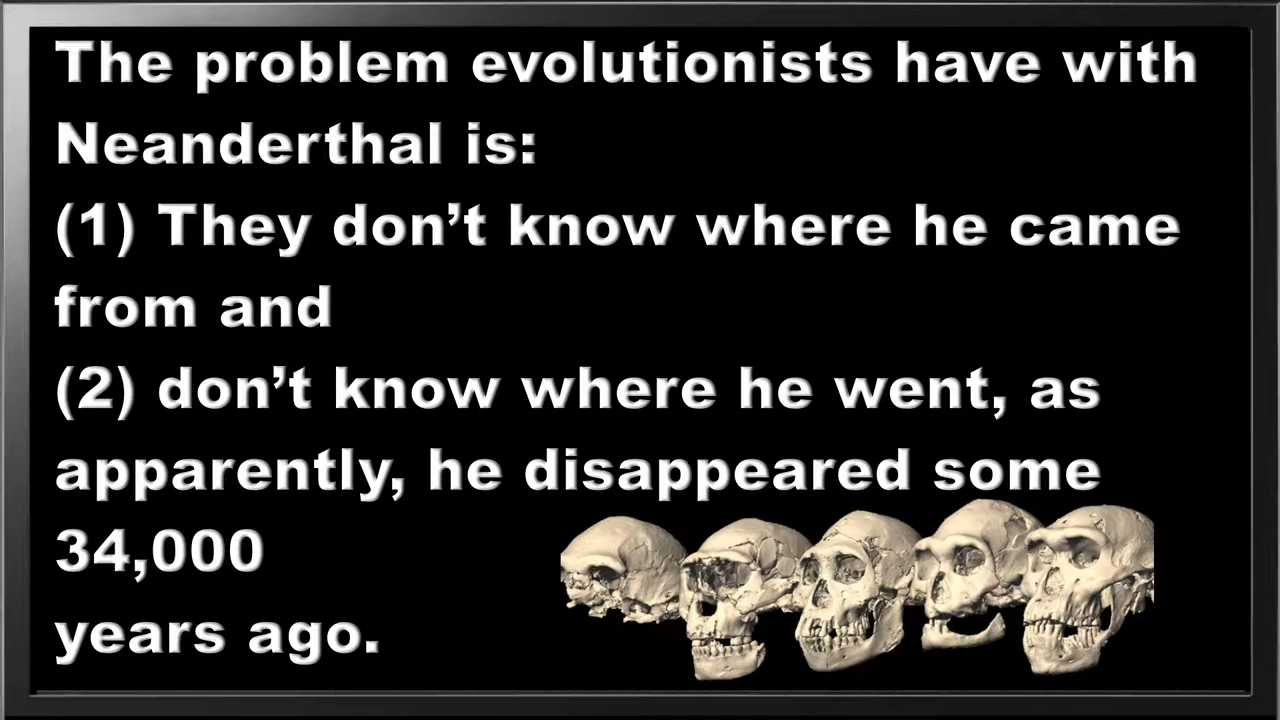 The problem evolutionists have with
Neanderthal is:
(1) They don’t know where he came
from and
(2) don’t know where he went, as
apparently, he disappeared some
34,000
years ago.